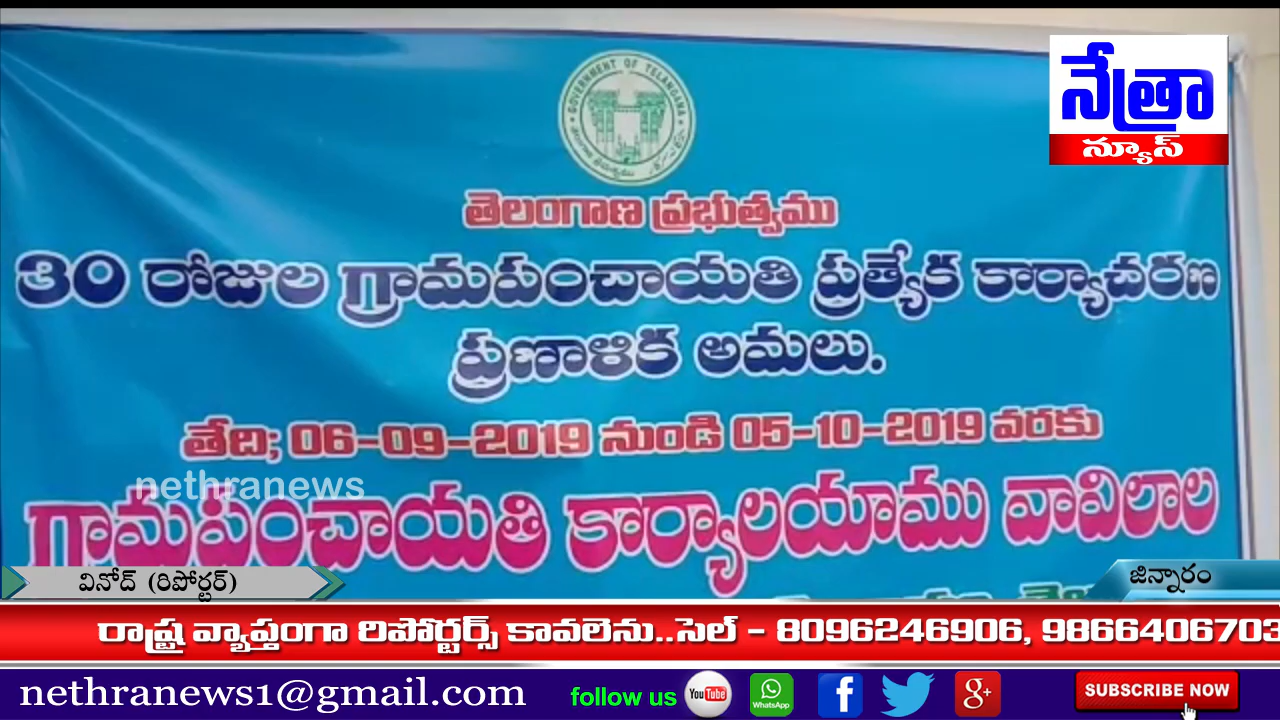 నేత్రా
న్యూస్
GOVERNMENT OF TELANGANA
తెలంగాణ ప్రభుత్వము
30 రోజుల గ్రామపంచాయతి ప్రత్యేక కార్యాచరణ
ప్రణాళిక అమలు.
తేది; 06-09-2019 నుండి 05-10-2019 వరకు
nethranews
గ్రామపంచాయతి కార్యాలయాము వావిలాల
వినోద్ (రిపోర్టర్)
జిన్నారం
రాష్ట్ర వ్యాప్తంగా రిపోర్టర్స్ కావలెను..సెల్ - 8096246906, 9866406703
nethranews1@gmail.com
follow us
You Tube
WhatsApp
SUBSCRIBE NOW